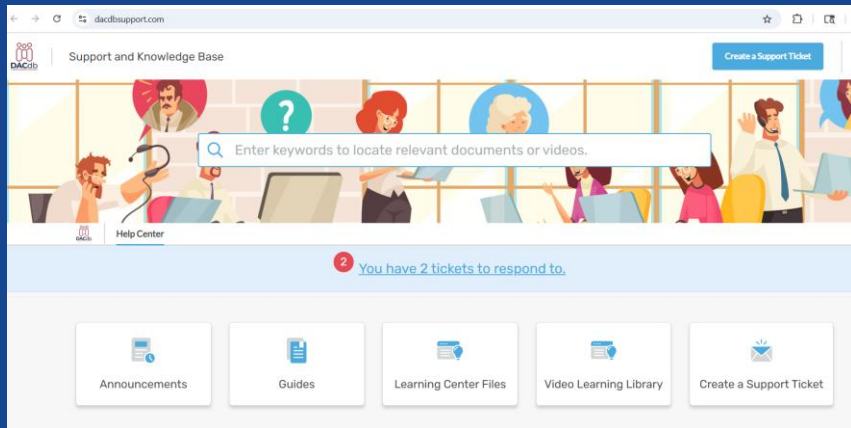 dacdbsupport.com
DACdb
Support and Knowledge Base
Create a Support Ticket
?
Enter keywords to locate relevant documents or videos.
DACdb
Help Center
2
You have 2 tickets to respond to.
Announcements
Guides
Learning Center Files
Video Learning Library
Create a Support Ticket